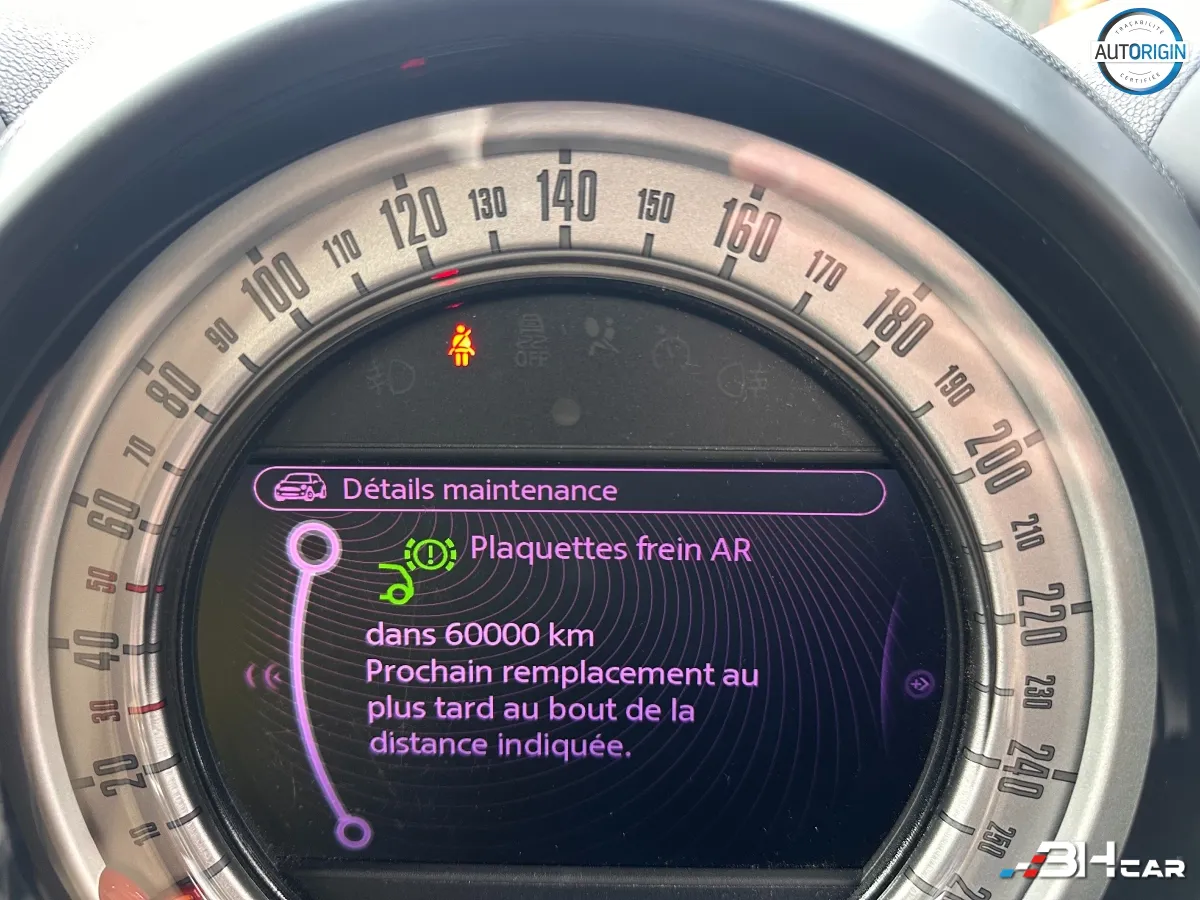 TRAÇABILITÉ
AUTORIGIN
CERTIFIÉE
10
20
30
40
50
60
70
80
90
100
110
120
130
140
150
160
170
180
190
200
210
220
230
240
250
OFF
Détails maintenance
Plaquettes frein AR
dans 60000 km
Prochain remplacement au
plus tard au bout de la
distance indiquée.
3HCAR